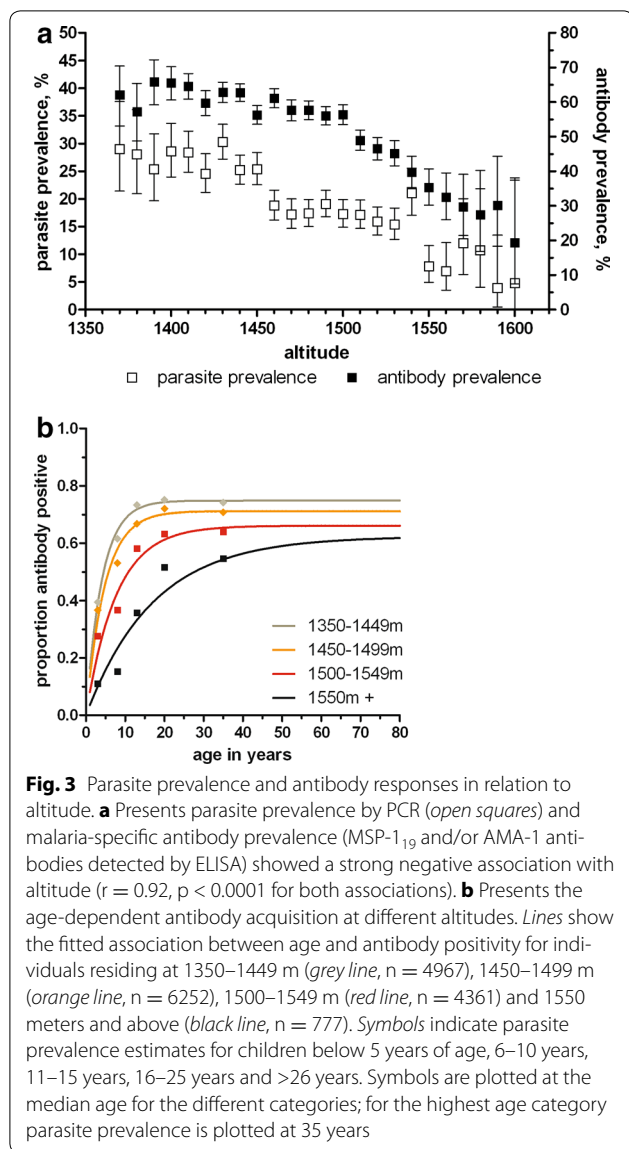 a
50
45
40
35
30
25
20
15
10
5
0
parasite prevalence, %
80
70
60
50
40
30
20
10
0
antibody prevalence, %
1350 1400 1450 1500 1550 1600
altitude
□ parasite prevalence ■ antibody prevalence
b
1.0
0.8
0.6
0.4
0.2
0.0
proportion antibody positive
1350-1449m
1450-1499m
1500-1549m
1550m +
0 10 20 30 40 50 60 70 80
age in years
Fig. 3 Parasite prevalence and antibody responses in relation to
altitude. a Presents parasite prevalence by PCR (open squares) and
malaria-specific antibody prevalence (MSP-1₁₉ and/or AMA-1 anti-
bodies detected by ELISA) showed a strong negative association with
altitude (r = 0.92, p < 0.0001 for both associations). b Presents the
age-dependent antibody acquisition at different altitudes. Lines show
the fitted association between age and antibody positivity for indi-
viduals residing at 1350–1449 m (grey line, n = 4967), 1450–1499 m
(orange line, n = 6252), 1500–1549 m (red line, n = 4361) and 1550
meters and above (black line, n = 777). Symbols indicate parasite
prevalence estimates for children below 5 years of age, 6–10 years,
11–15 years, 16–25 years and >26 years. Symbols are plotted at the
median age for the different categories; for the highest age category
parasite prevalence is plotted at 35 years